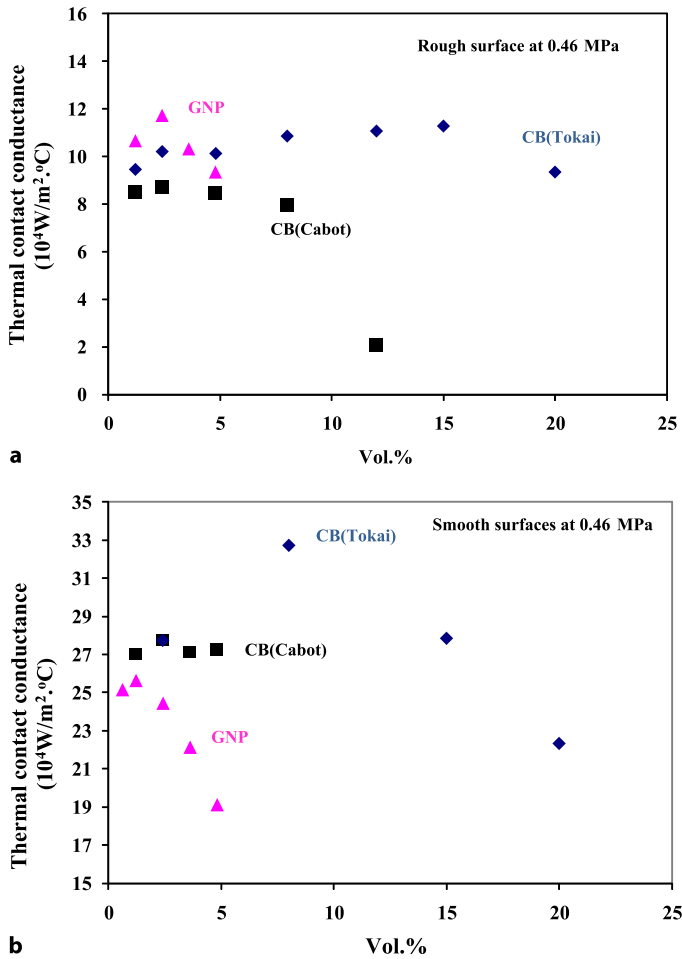 16
14
12
10
8
6
4
2
0
Thermal contact conductance
(10⁴W/m².ºC)
Rough surface at 0.46 MPa
GNP
CB(Tokai)
CB(Cabot)
0 5 10 15 20 25
Vol.%
a
35
33
31
29
27
25
23
21
19
17
15
Thermal contact conductance
(10⁴W/m².ºC)
Smooth surfaces at 0.46 MPa
CB(Tokai)
CB(Cabot)
GNP
0 5 10 15 20 25
Vol.%
b